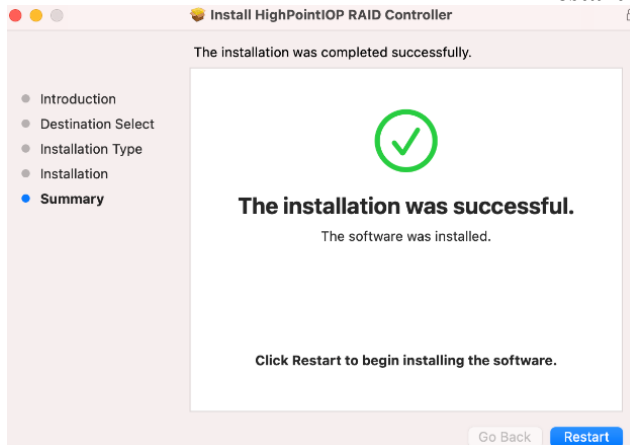 Install HighPointIOP RAID Controller
The installation was completed successfully.
Introduction
Destination Select
Installation Type
Installation
Summary
The installation was successful.
The software was installed.
Click Restart to begin installing the software.
Go Back
Restart